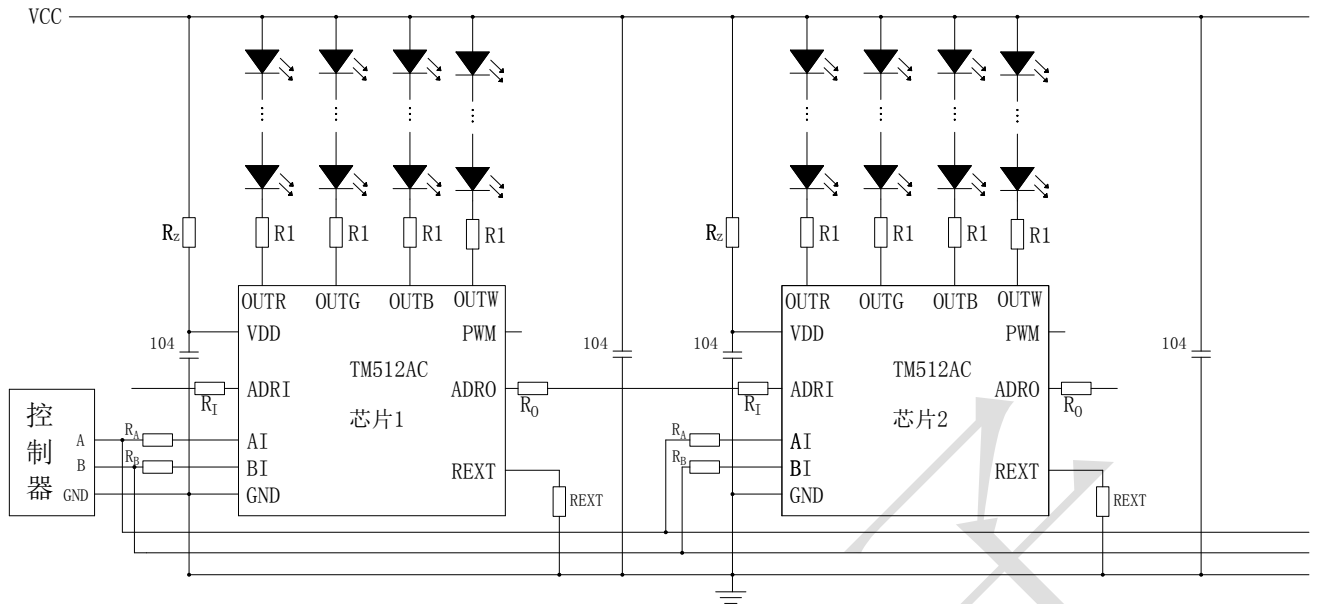 VCC
Rz R1 R1 R1 R1 Rz R1 R1 R1 R1
OUTR OUTG OUTB OUTW OUTR OUTG OUTB OUTW
VDD PWM VDD PWM
104 104 104 104
TM512AC TM512AC
ADRI ADRO ADRI ADRO
RI RO RI RO
芯片1 芯片2
控制器
A RA AI RA AI
B RB BI REXT RB BI REXT
GND GND REXT GND REXT